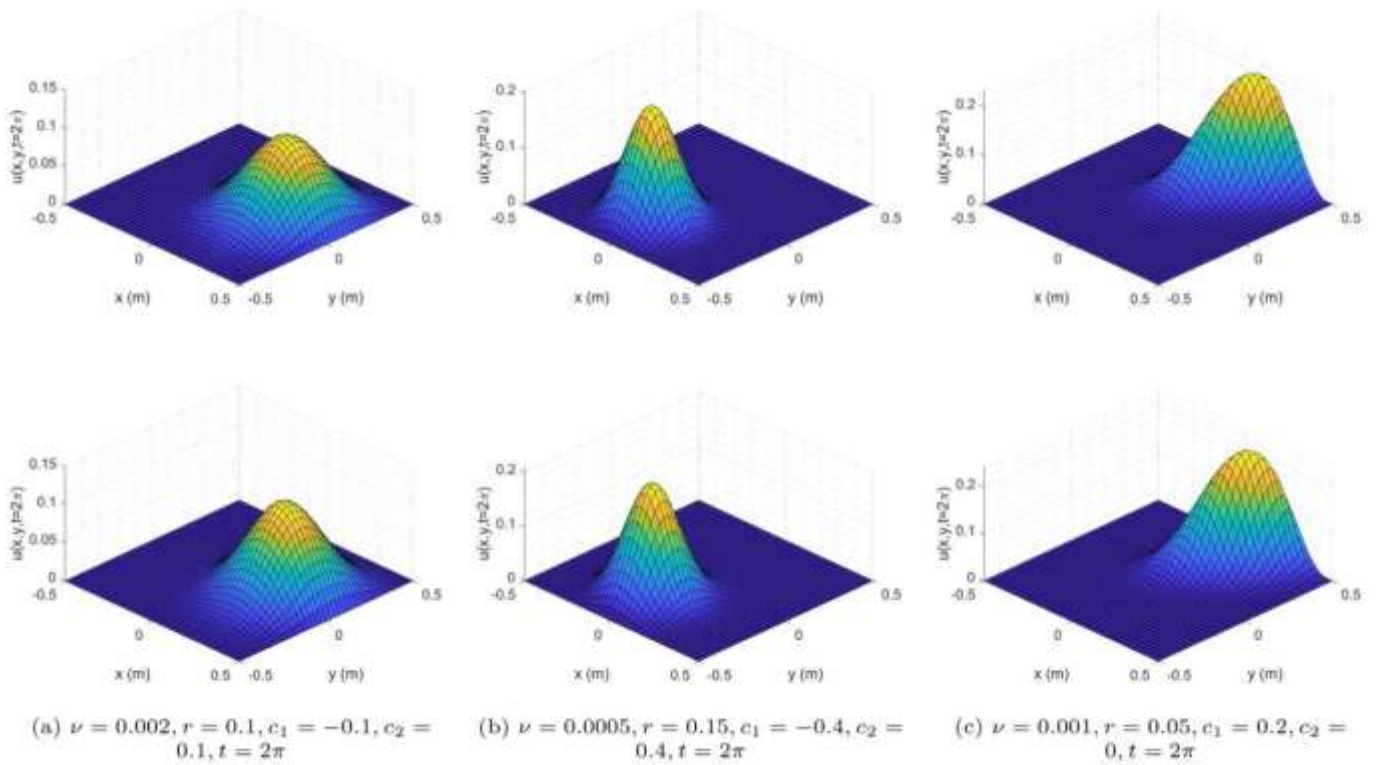 0.15
0.1
0.05
0
-0.5
u(x,y,t=2π)
0
0.5
-0.5
0
0.5
x (m)
y (m)
0.2
0.1
0
-0.5
u(x,y,t=2π)
0
0.5
-0.5
0
0.5
x (m)
y (m)
0.2
0.1
0
-0.5
u(x,y,t=2π)
0
0.5
-0.5
0
0.5
x (m)
y (m)
0.15
0.1
0.05
0
-0.5
u(x,y,t=2π)
0
0.5
-0.5
0
0.5
x (m)
y (m)
0.2
0.1
0
-0.5
u(x,y,t=2π)
0
0.5
-0.5
0
0.5
x (m)
y (m)
0.2
0.1
0
-0.5
u(x,y,t=2π)
0
0.5
-0.5
0
0.5
x (m)
y (m)
(a) ν = 0.002, r = 0.1, c₁ = −0.1, c₂ =
0.1, t = 2π
(b) ν = 0.0005, r = 0.15, c₁ = −0.4, c₂ =
0.4, t = 2π
(c) ν = 0.001, r = 0.05, c₁ = 0.2, c₂ =
0, t = 2π